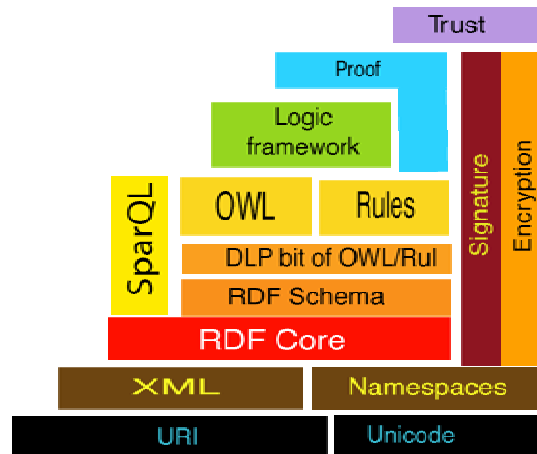 Trust
Proof
Logic
framework
Signature
Encryption
SparQL
OWL
Rules
DLP bit of OWL/Rul
RDF Schema
RDF Core
XML
Namespaces
URI
Unicode